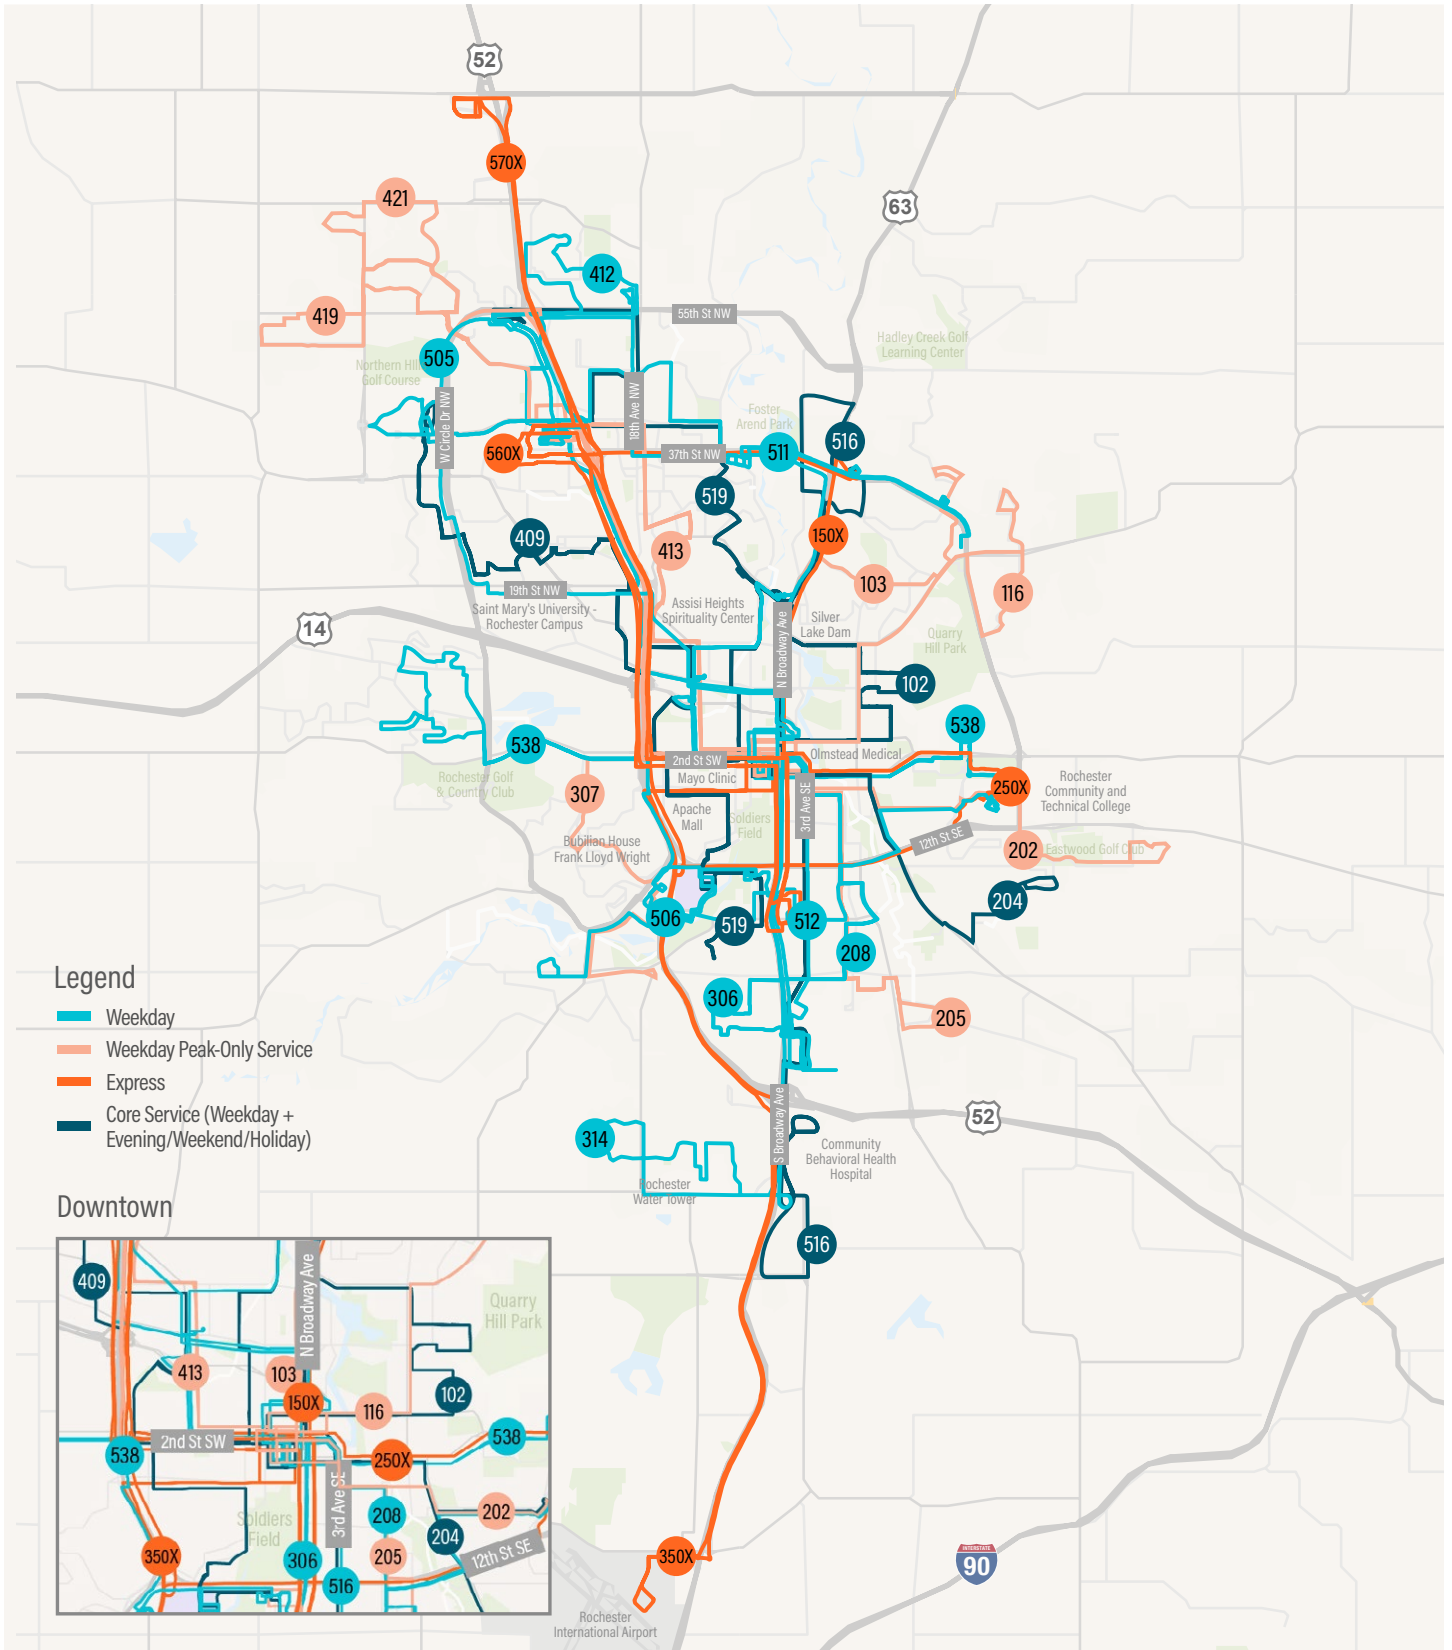 52
570X
421
63
412
419
55th St NW
Hadley Creek Golf
Learning Center
505
Northern Hill
Golf Course
W Circle Dr NW
18th Ave NW
Foster
Arend Park
516
560X
37th St NW
511
519
150X
409
413
103
116
19th St NW
Saint Mary's University -
Rochester Campus
Assisi Heights
Spirituality Center
Silver
Lake Dam
14
Quarry
Hill Park
N Broadway Ave
102
538
538
2nd St SW
Olmstead Medical
Mayo Clinic
Rochester Golf
& Country Club
250X
Rochester
Community and
Technical College
307
Apache
Mall
Soldiers
Field
3rd Ave SE
12th St SE
Bubilian House
Frank Lloyd Wright
202
Eastwood Golf Club
204
506
519
512
208
306
205
Legend
Weekday
Weekday Peak-Only Service
Express
Core Service (Weekday +
Evening/Weekend/Holiday)
S Broadway Ave
52
314
Community
Behavioral Health
Hospital
Rochester
Water Tower
516
Downtown
409
N Broadway Ave
Quarry
Hill Park
413
103
150X
102
116
538
2nd St SW
538
250X
3rd Ave SE
208
202
Soldiers
Field
204
350X
306
205
12th St SE
516
350X
INTERSTATE
90
Rochester
International Airport